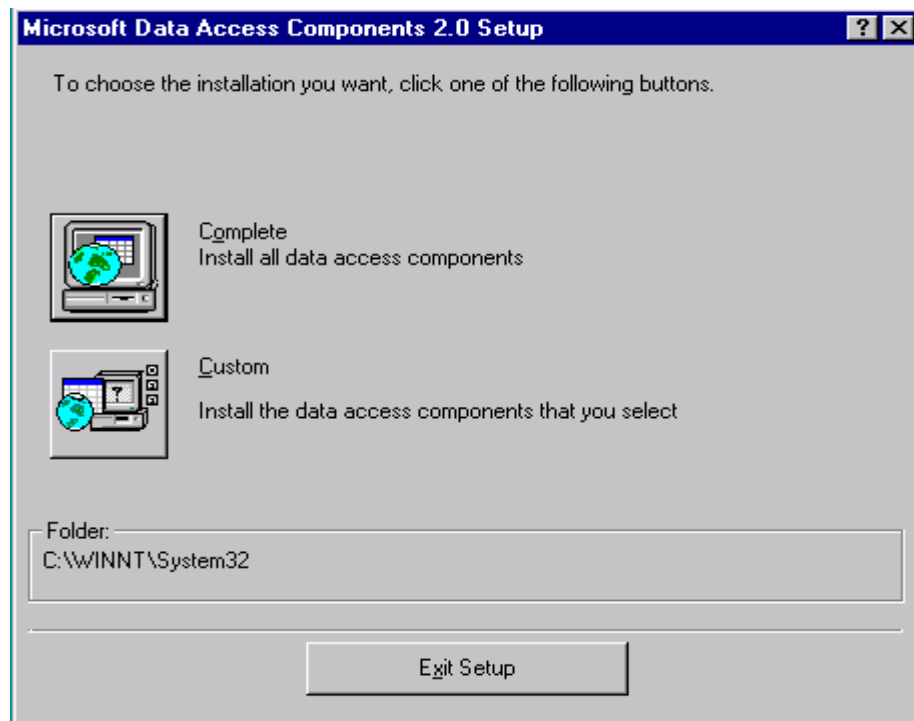 Microsoft Data Access Components 2.0 Setup
To choose the installation you want, click one of the following buttons.
Complete
Install all data access components
?
Custom
Install the data access components that you select
Folder:
C:\WINNT\System32
Exit Setup